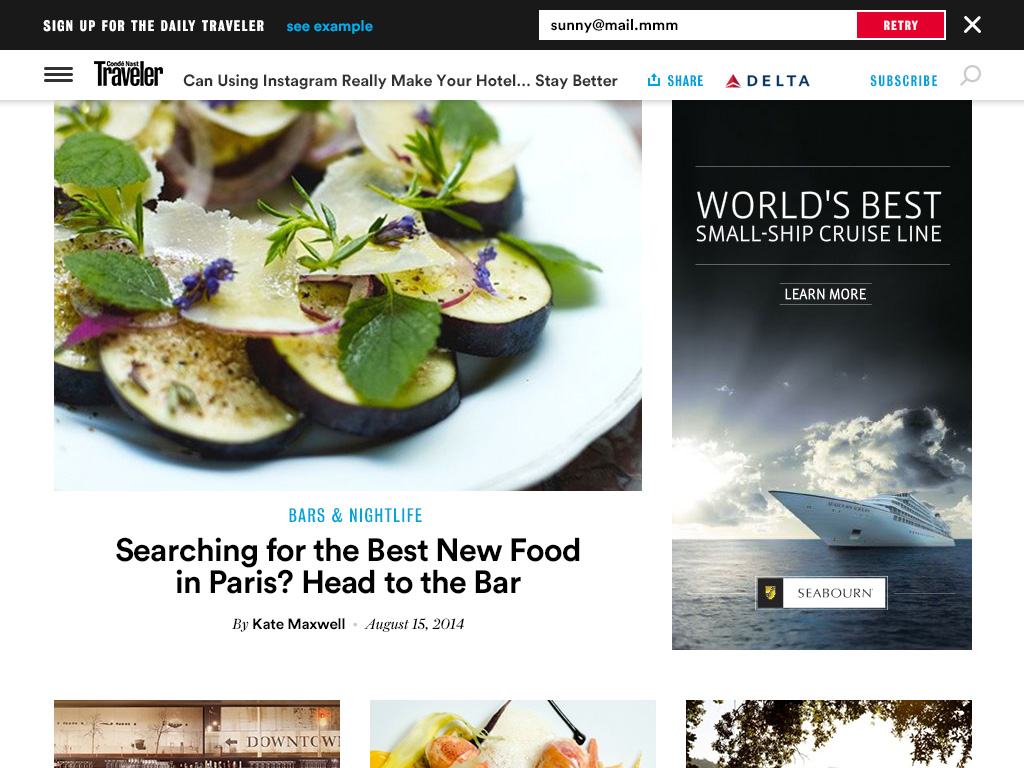 SIGN UP FOR THE DAILY TRAVELER see example sunny@mail.mmm RETRY
Condé Nast
Traveler
Can Using Instagram Really Make Your Hotel... Stay Better SHARE DELTA SUBSCRIBE
WORLD'S BEST
SMALL-SHIP CRUISE LINE
LEARN MORE
SEABOURN
BARS & NIGHTLIFE
Searching for the Best New Food
in Paris? Head to the Bar
By Kate Maxwell • August 15, 2014
DOWNTOWN